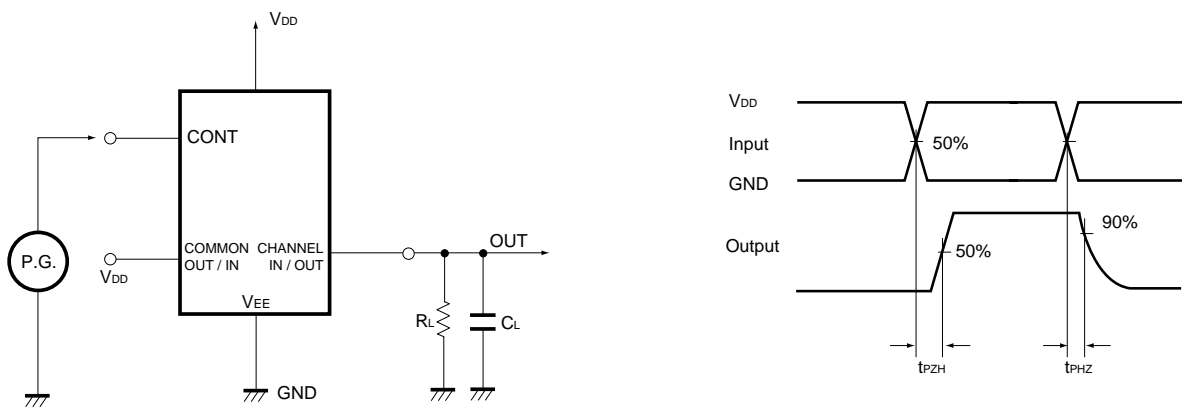 VDD
CONT
P.G.
COMMON
OUT / IN
CHANNEL
IN / OUT
VDD
VEE
GND
OUT
RL
CL
VDD
Input
GND
50%
Output
50%
90%
tPZH
tPHZ